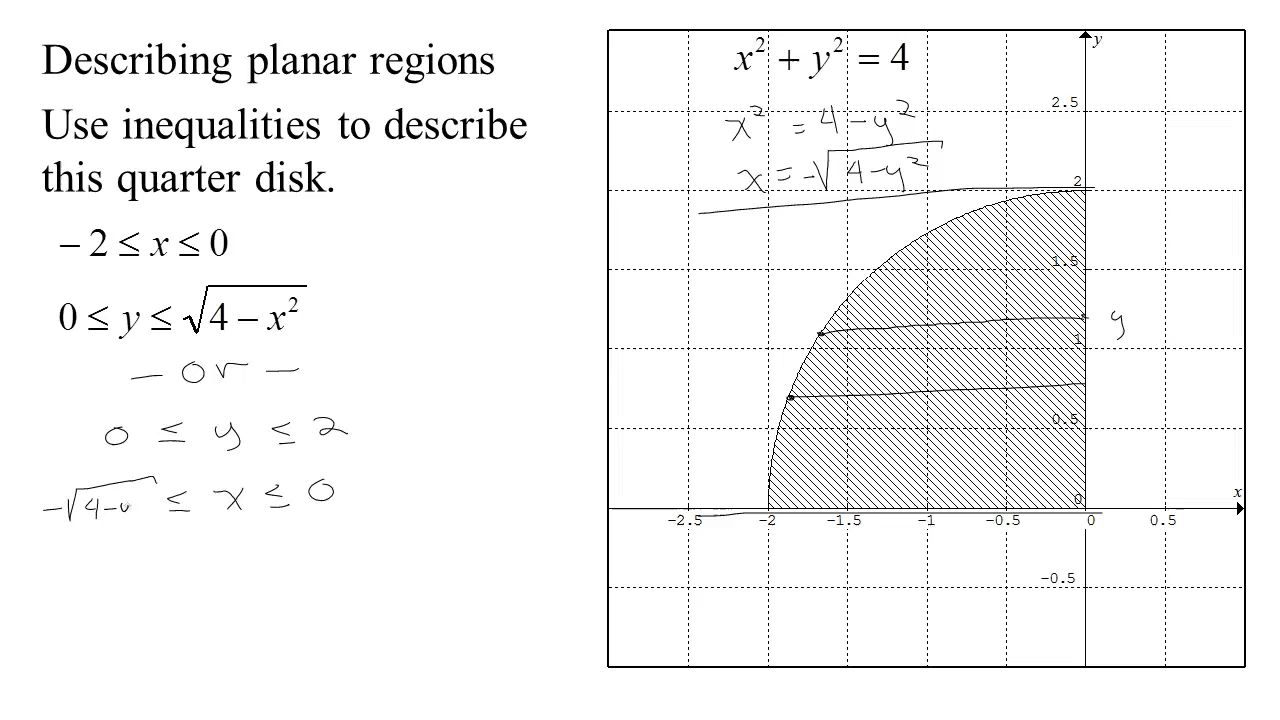 Describing planar regions
Use inequalities to describe
this quarter disk.
− 2 ≤ x ≤ 0
0 ≤ y ≤ √(4 − x²)
— or —
0 ≤ y ≤ 2
−√4− ≤ x ≤ 0
x² + y² = 4
x² = 4 − y²
x = −√(4−y²)
y
2.5
2
1.5
y
1
0.5
0
x
−2.5 −2 −1.5 −1 −0.5 0 0.5
−0.5